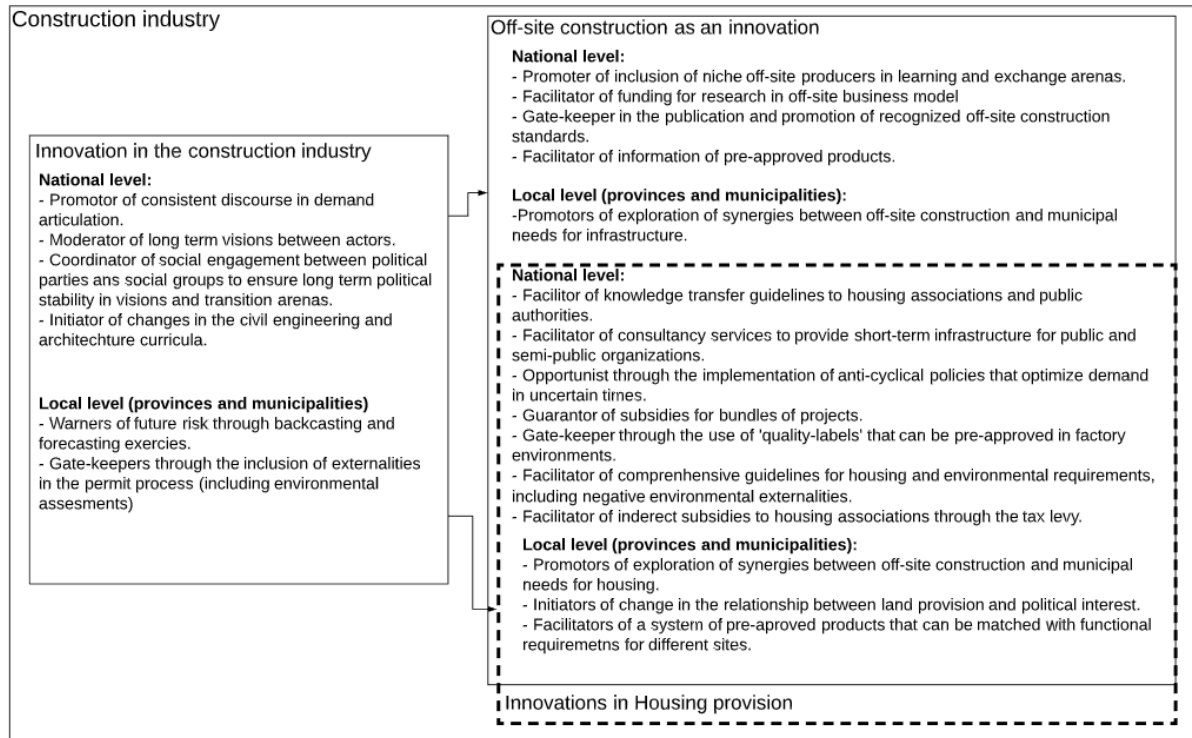 Construction industry
Innovation in the construction industry
National level:
- Promotor of consistent discourse in demand
articulation.
- Moderator of long term visions between actors.
- Coordinator of social engagement between political
parties ans social groups to ensure long term political
stability in visions and transition arenas.
- Initiator of changes in the civil engineering and
architechture curricula.
Local level (provinces and municipalities)
- Warners of future risk through backcasting and
forecasting exercies.
- Gate-keepers through the inclusion of externalities
in the permit process (including environmental
assesments)
Off-site construction as an innovation
National level:
- Promoter of inclusion of niche off-site producers in learning and exchange arenas.
- Facilitator of funding for research in off-site business model
- Gate-keeper in the publication and promotion of recognized off-site construction
standards.
- Facilitator of information of pre-approved products.
Local level (provinces and municipalities):
-Promotors of exploration of synergies between off-site construction and municipal
needs for infrastructure.
National level:
- Facilitor of knowledge transfer guidelines to housing associations and public
authorities.
- Facilitator of consultancy services to provide short-term infrastructure for public and
semi-public organizations.
- Opportunist through the implementation of anti-cyclical policies that optimize demand
in uncertain times.
- Guarantor of subsidies for bundles of projects.
- Gate-keeper through the use of 'quality-labels' that can be pre-approved in factory
environments.
- Facilitator of comprenhensive guidelines for housing and environmental requirements,
including negative environmental externalities.
- Facilitator of inderect subsidies to housing associations through the tax levy.
Local level (provinces and municipalities):
- Promotors of exploration of synergies between off-site construction and municipal
needs for housing.
- Initiators of change in the relationship between land provision and political interest.
- Facilitators of a system of pre-aproved products that can be matched with functional
requiremetns for different sites.
Innovations in Housing provision